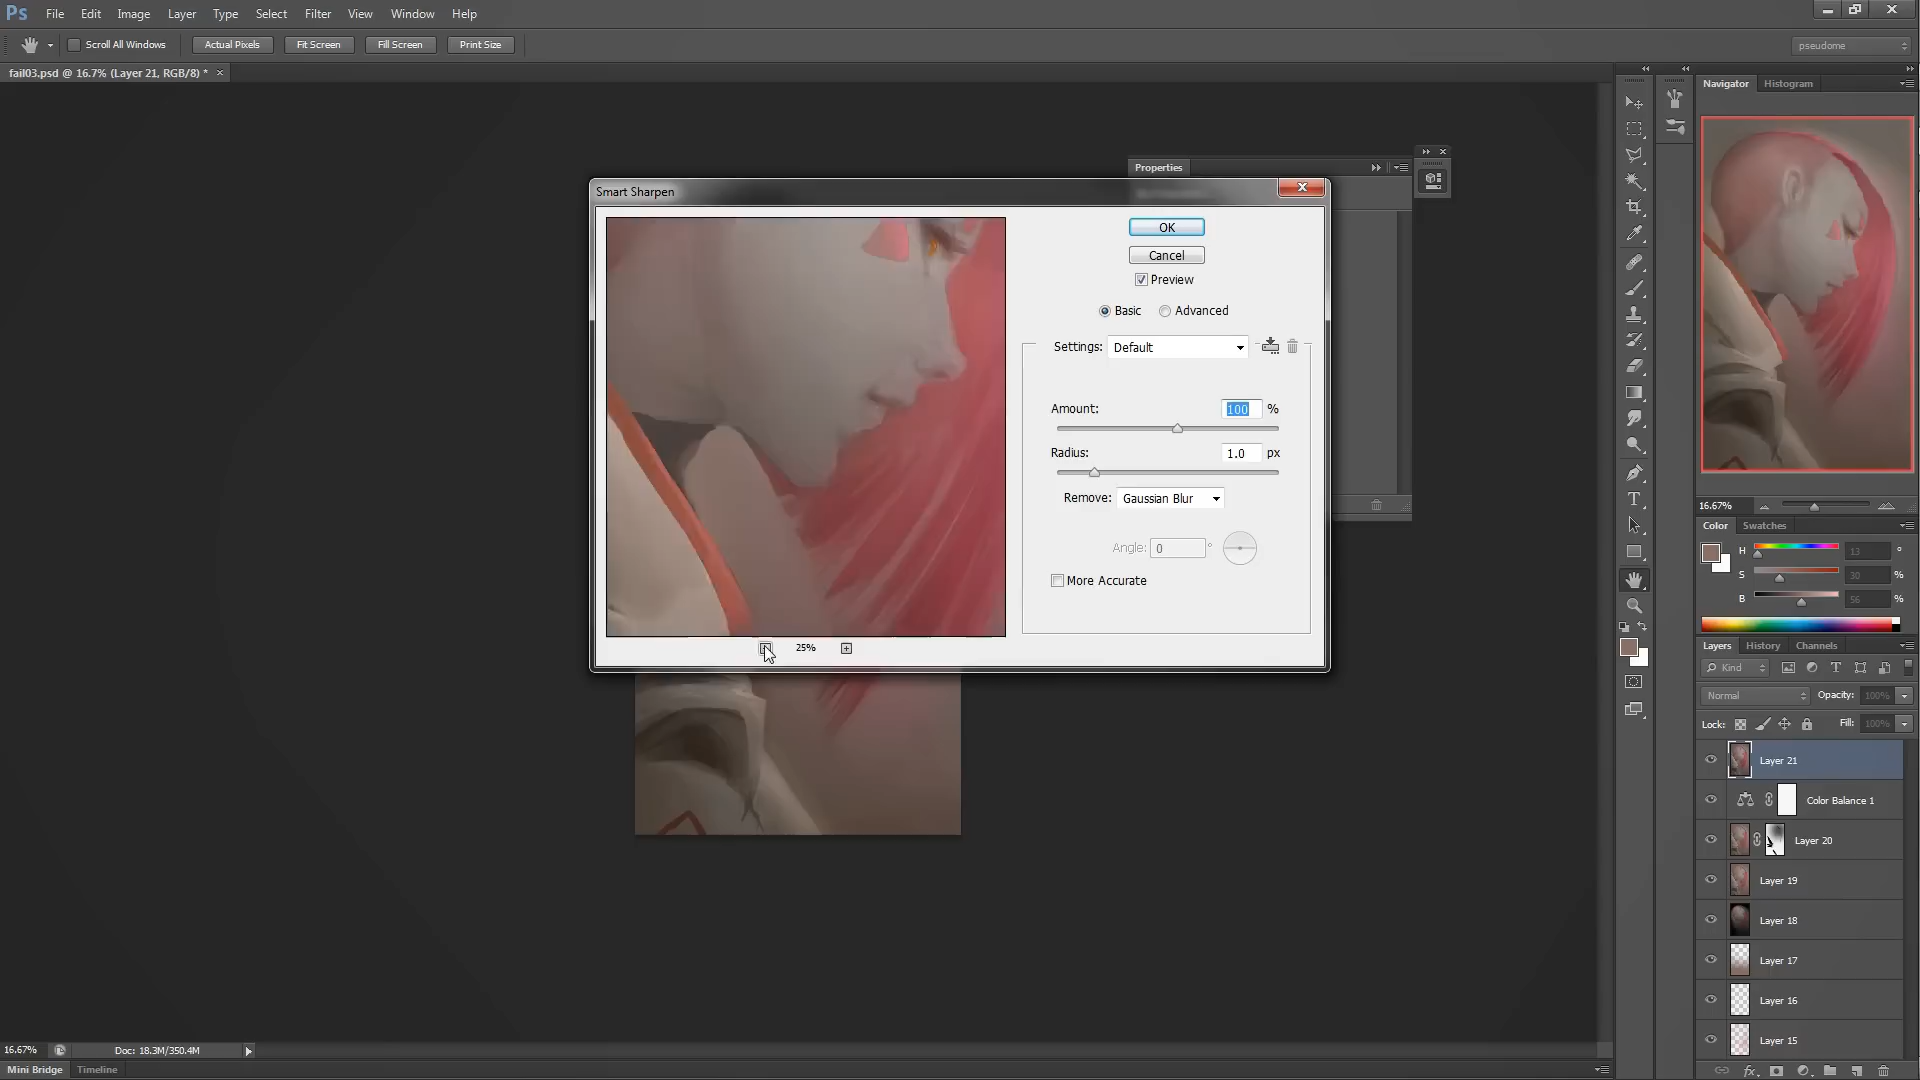 Ps File Edit Image Layer Type Select Filter View Window Help
Scroll All Windows Actual Pixels Fit Screen Fill Screen Print Size pseudome
fail03.psd @ 16.7% (Layer 21, RGB/8) * ×
Navigator Histogram
Properties
Smart Sharpen
OK
Cancel
Preview
Basic Advanced
Settings: Default
Amount: 100 %
Radius: 1.0 px
Remove: Gaussian Blur
Angle: 0 °
More Accurate
25%
16.67%
Color Swatches
H 13 °
S 30 %
B 56 %
Layers History Channels
Kind
Normal Opacity: 100%
Lock: Fill: 100%
Layer 21
Color Balance 1
Layer 20
Layer 19
Layer 18
Layer 17
Layer 16
Layer 15
16.67% Doc: 18.3M/350.4M
Mini Bridge Timeline